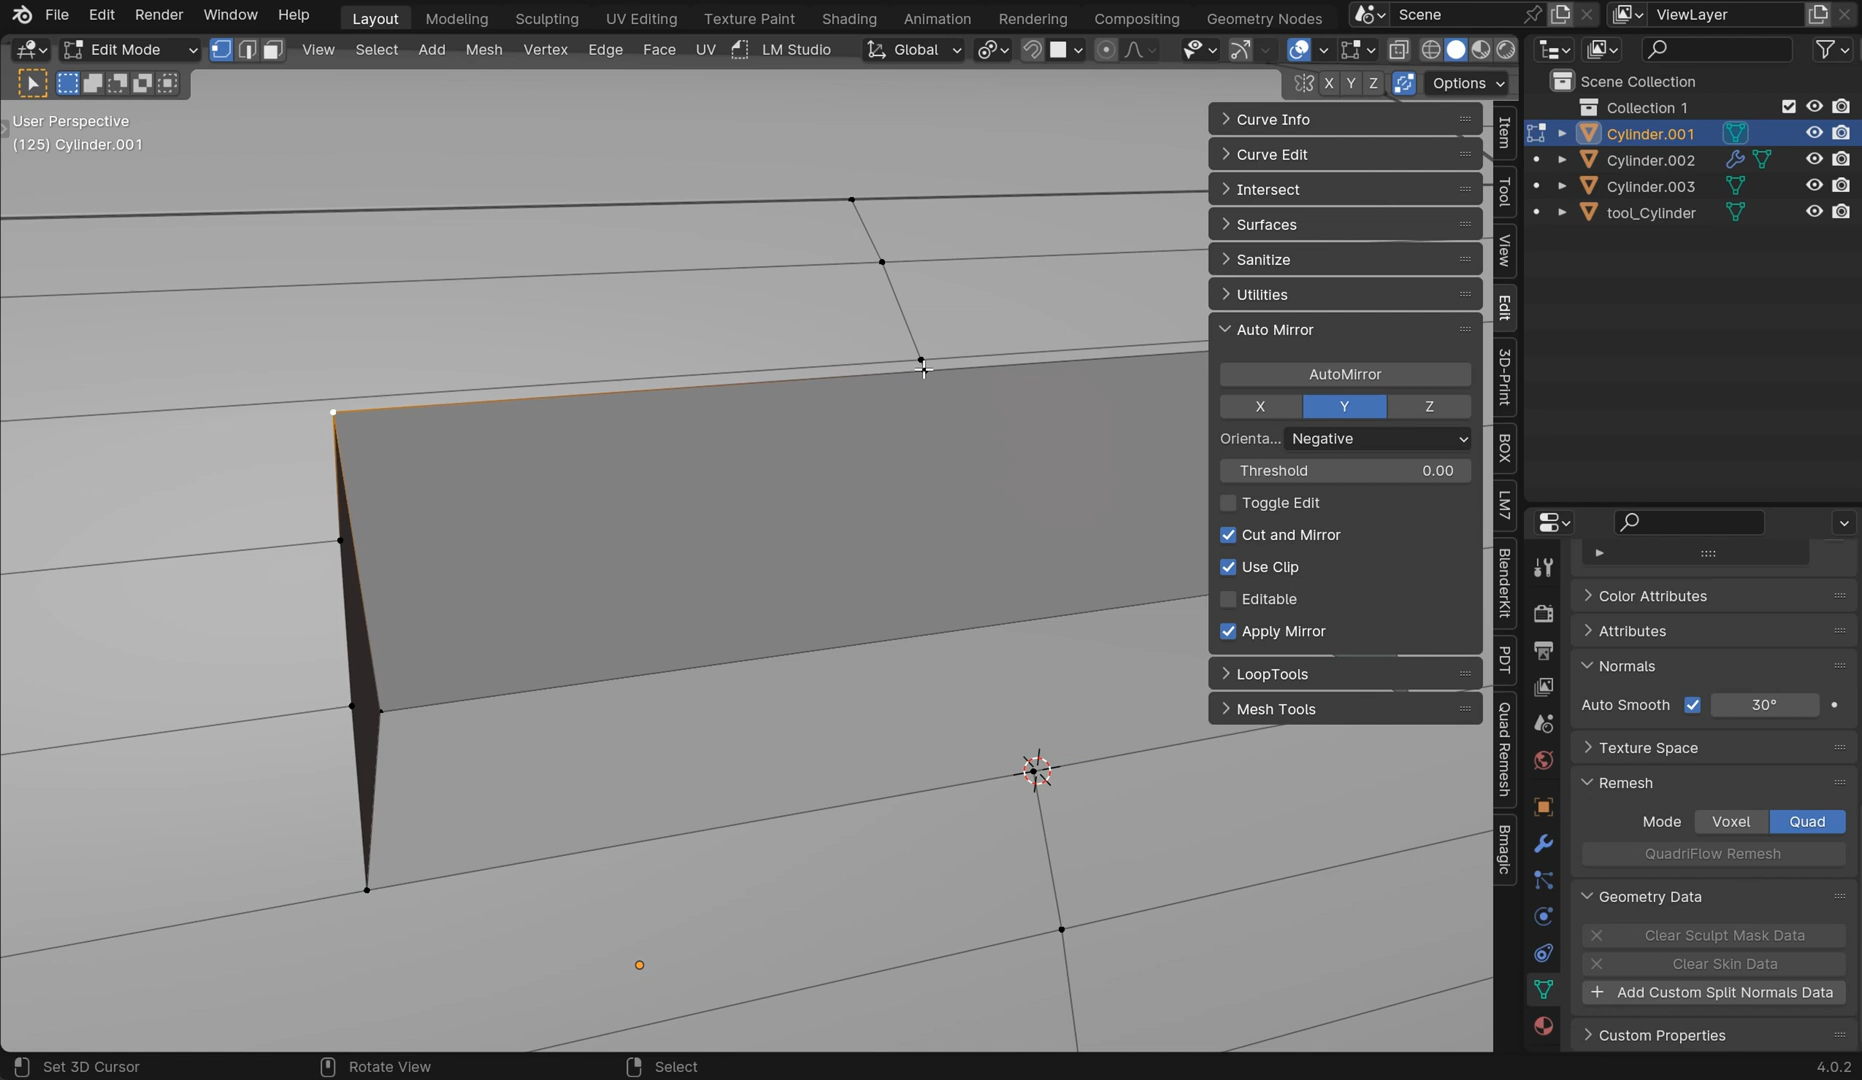 File Edit Render Window Help Layout Modeling Sculpting UV Editing Texture Paint Shading Animation Rendering Compositing Geometry Nodes Scene ViewLayer
Edit Mode View Select Add Mesh Vertex Edge Face UV LM Studio Global
X Y Z Options
User Perspective
(125) Cylinder.001
Curve Info
Curve Edit
Intersect
Surfaces
Sanitize
Utilities
Auto Mirror
AutoMirror
X Y Z
Orienta... Negative
Threshold 0.00
Toggle Edit
Cut and Mirror
Use Clip
Editable
Apply Mirror
LoopTools
Mesh Tools
Item
Tool
View
Edit
3D-Print
BOX
LM7
BlenderKit
PDT
Quad Remesh
Bmagic
Scene Collection
Collection 1
Cylinder.001
Cylinder.002
Cylinder.003
tool_Cylinder
Color Attributes
Attributes
Normals
Auto Smooth 30°
Texture Space
Remesh
Mode Voxel Quad
QuadriFlow Remesh
Geometry Data
Clear Sculpt Mask Data
Clear Skin Data
Add Custom Split Normals Data
Custom Properties
Set 3D Cursor Rotate View Select 4.0.2